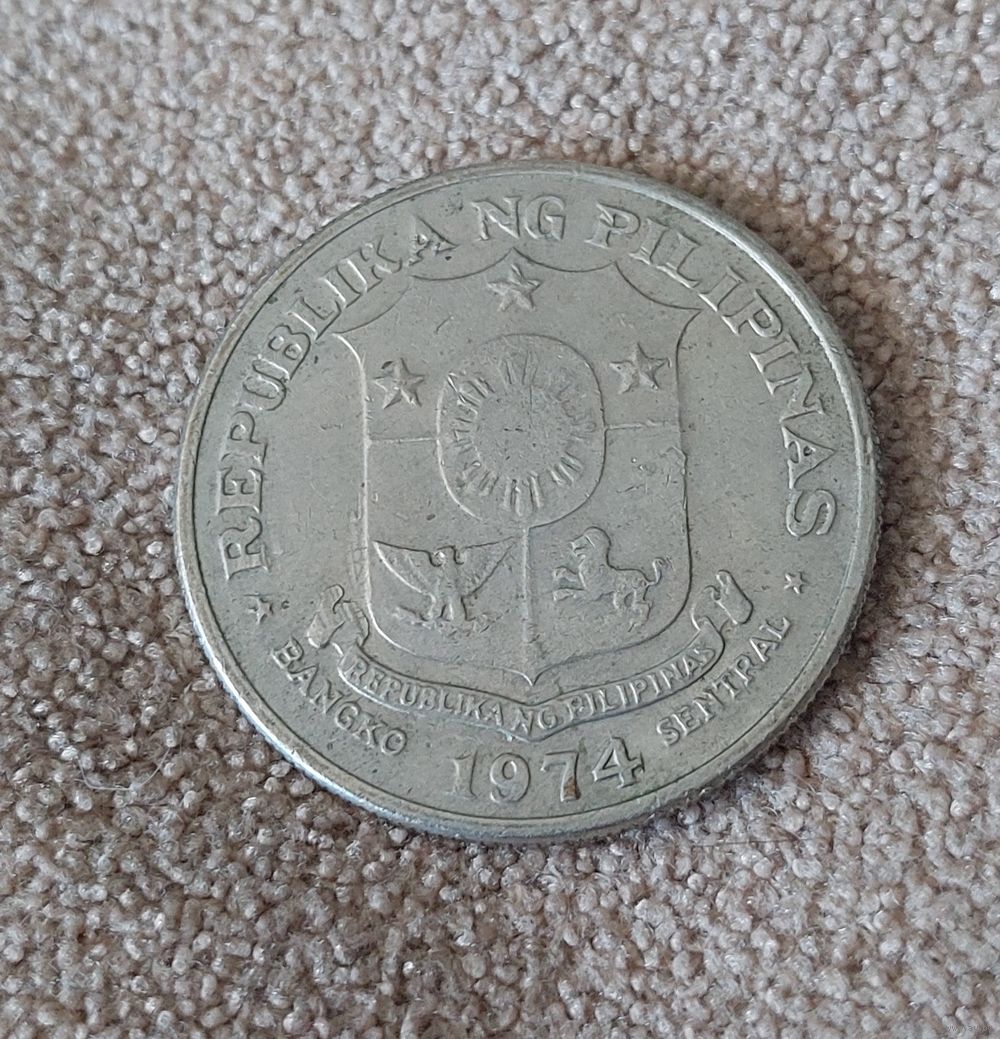 REPUBLIKA NG PILIPINAS
REPUBLIKA NG PILIPINAS
BANGKO SENTRAL
1974